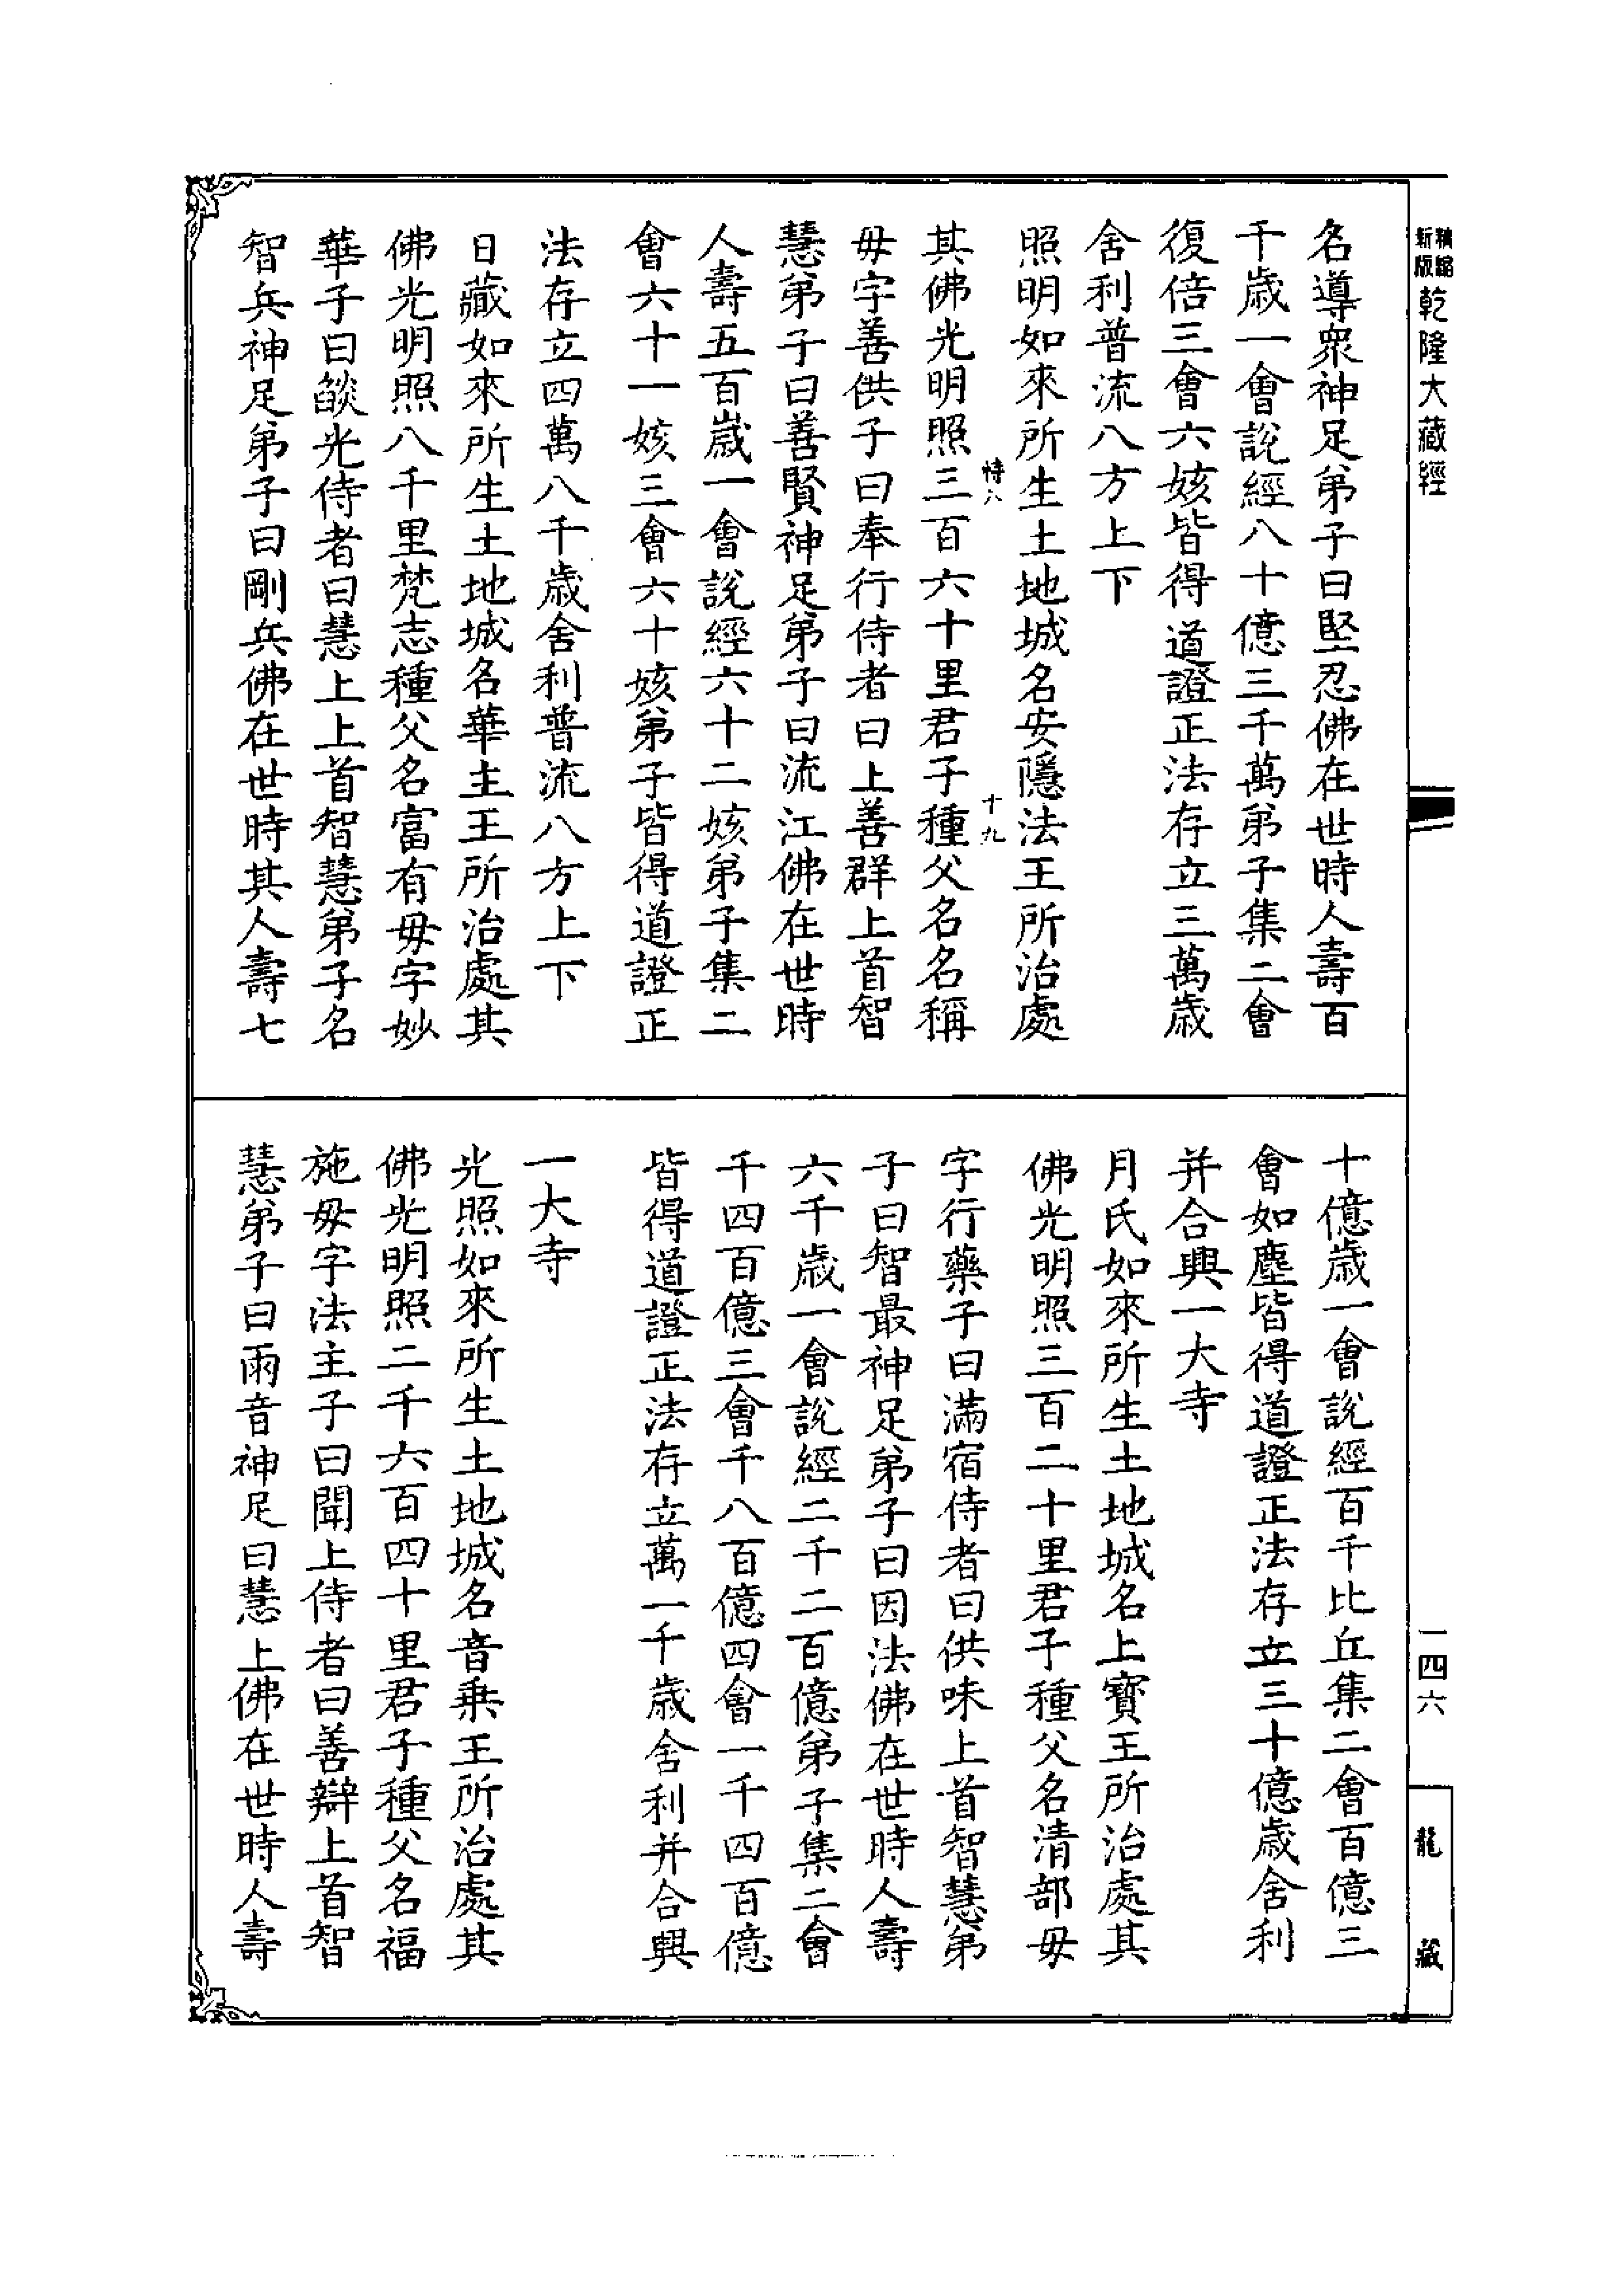 精縮新版乾隆大藏經
一四六
龍藏
名導衆神足弟子曰堅忍佛在世時人壽百
千歲一會說經八十億三千萬弟子集二會
復倍三會六姟皆得道證正法存立三萬歲
舍利普流八方上下
照明如來所生土地城名安隱法王所治處
恃八 十九
其佛光明照三百六十里君子種父名名稱
母字善供子曰奉行侍者曰上善群上首智
慧弟子曰善賢神足弟子曰流江佛在世時
人壽五百歲一會說經六十二姟弟子集二
會六十一姟三會六十姟弟子皆得道證正
法存立四萬八千歲舍利普流八方上下
日藏如來所生土地城名華主王所治處其
佛光明照八千里梵志種父名富有母字妙
華子曰燄光侍者曰慧上上首智慧弟子名
智兵神足弟子曰剛兵佛在世時其人壽七
十億歲一會說經百千比丘集二會百億三
會如塵皆得道證正法存立三十億歲舍利
并合興一大寺
月氏如來所生土地城名上寶王所治處其
佛光明照三百二十里君子種父名清部母
字行藥子曰滿宿侍者曰供味上首智慧弟
子曰智最神足弟子曰因法佛在世時人壽
六千歲一會說經二千二百億弟子集二會
千四百億三會千八百億四會一千四百億
皆得道證正法存立萬一千歲舍利并合興
一大寺
光照如來所生土地城名音乘王所治處其
佛光明照二千六百四十里君子種父名福
施母字法主子曰聞上侍者曰善辯上首智
慧弟子曰雨音神足曰慧上佛在世時人壽